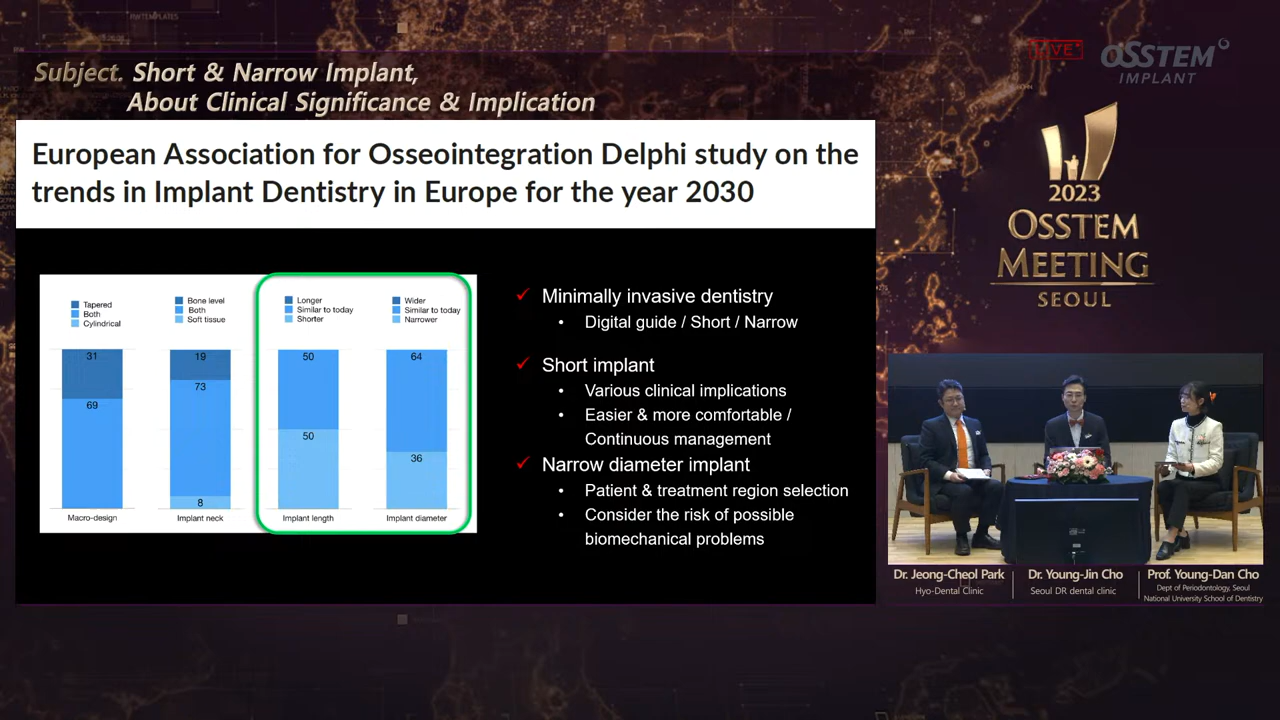 Subject. Short & Narrow Implant,
About Clinical Significance & Implication
LIVE
OSSTEM
IMPLANT
European Association for Osseointegration Delphi study on the
trends in Implant Dentistry in Europe for the year 2030
Tapered
Both
Cylindrical
31
69
Macro-design
Bone level
Both
Soft tissue
19
73
8
Implant neck
Longer
Similar to today
Shorter
50
50
Implant length
Wider
Similar to today
Narrower
64
36
Implant diameter
✓ Minimally invasive dentistry
• Digital guide / Short / Narrow
✓ Short implant
• Various clinical implications
• Easier & more comfortable /
Continuous management
✓ Narrow diameter implant
• Patient & treatment region selection
• Consider the risk of possible
biomechanical problems
2023
OSSTEM
MEETING
SEOUL
Dr. Jeong-Cheol Park
Hyo-Dental Clinic
Dr. Young-Jin Cho
Seoul DR dental clinic
Prof. Young-Dan Cho
Dept of Periodontology, Seoul
National University School of Dentistry